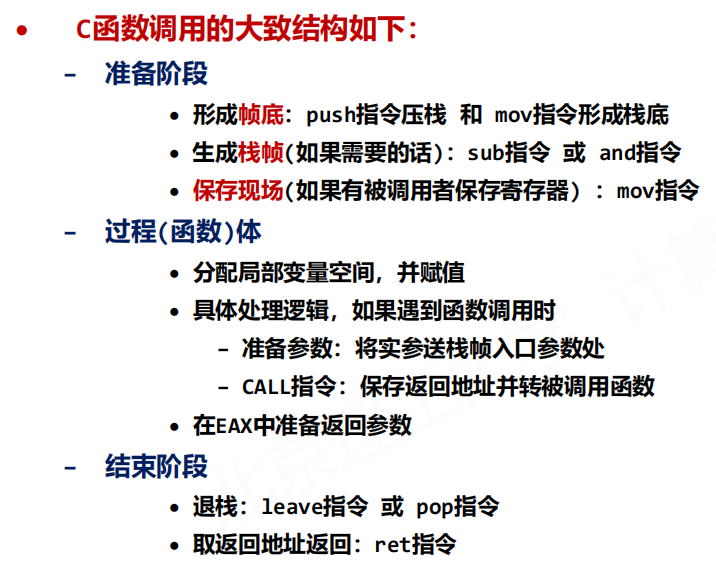 • C函数调用的大致结构如下：
– 准备阶段
• 形成帧底：push指令压栈 和 mov指令形成栈底
• 生成栈帧(如果需要的话)：sub指令 或 and指令
• 保存现场(如果有被调用者保存寄存器）：mov指令
– 过程(函数)体
• 分配局部变量空间，并赋值
• 具体处理逻辑，如果遇到函数调用时
– 准备参数：将实参送栈帧入口参数处
– CALL指令：保存返回地址并转被调用函数
• 在EAX中准备返回参数
– 结束阶段
• 退栈：leave指令 或 pop指令
• 取返回地址返回：ret指令